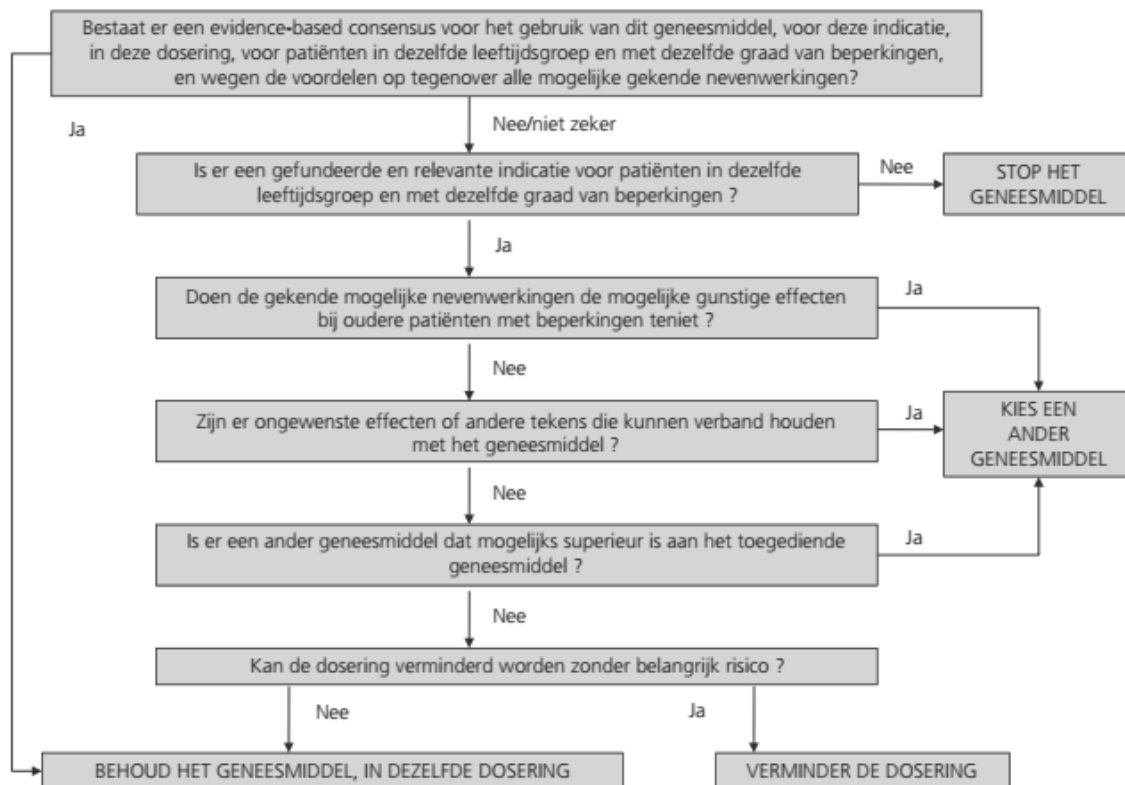 Bestaat er een evidence-based consensus voor het gebruik van dit geneesmiddel, voor deze indicatie,
in deze dosering, voor patiënten in dezelfde leeftijdsgroep en met dezelfde graad van beperkingen,
en wegen de voordelen op tegenover alle mogelijke gekende nevenwerkingen?
Ja
Nee/niet zeker
Is er een gefundeerde en relevante indicatie voor patiënten in dezelfde
leeftijdsgroep en met dezelfde graad van beperkingen ?
Nee
STOP HET
GENEESMIDDEL
Ja
Doen de gekende mogelijke nevenwerkingen de mogelijke gunstige effecten
bij oudere patiënten met beperkingen teniet ?
Ja
Nee
Zijn er ongewenste effecten of andere tekens die kunnen verband houden
met het geneesmiddel ?
Ja
KIES EEN
ANDER
GENEESMIDDEL
Nee
Is er een ander geneesmiddel dat mogelijks superieur is aan het toegediende
geneesmiddel ?
Ja
Nee
Kan de dosering verminderd worden zonder belangrijk risico ?
Nee
Ja
BEHOUD HET GENEESMIDDEL, IN DEZELFDE DOSERING
VERMINDER DE DOSERING